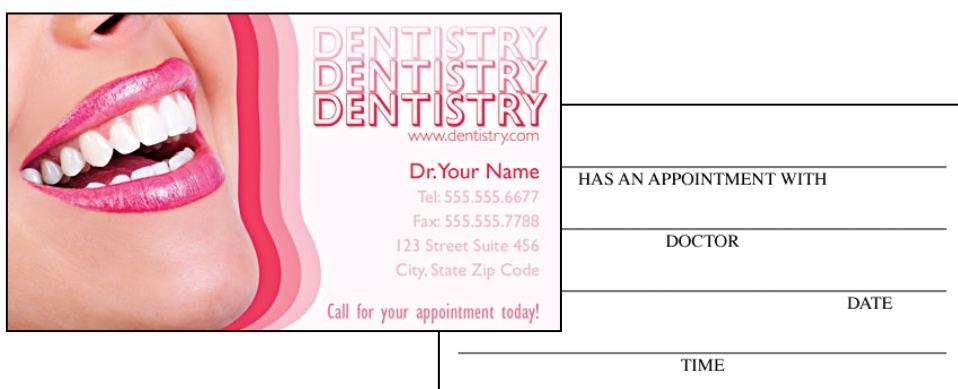 DENTISTRY
DENTISTRY
DENTISTRY
www.dentistry.com
Dr. Your Name
Tel: 555.555.6677
Fax: 555.555.7788
123 Street Suite 456
City, State Zip Code
Call for your appointment today!
HAS AN APPOINTMENT WITH
DOCTOR
DATE
TIME